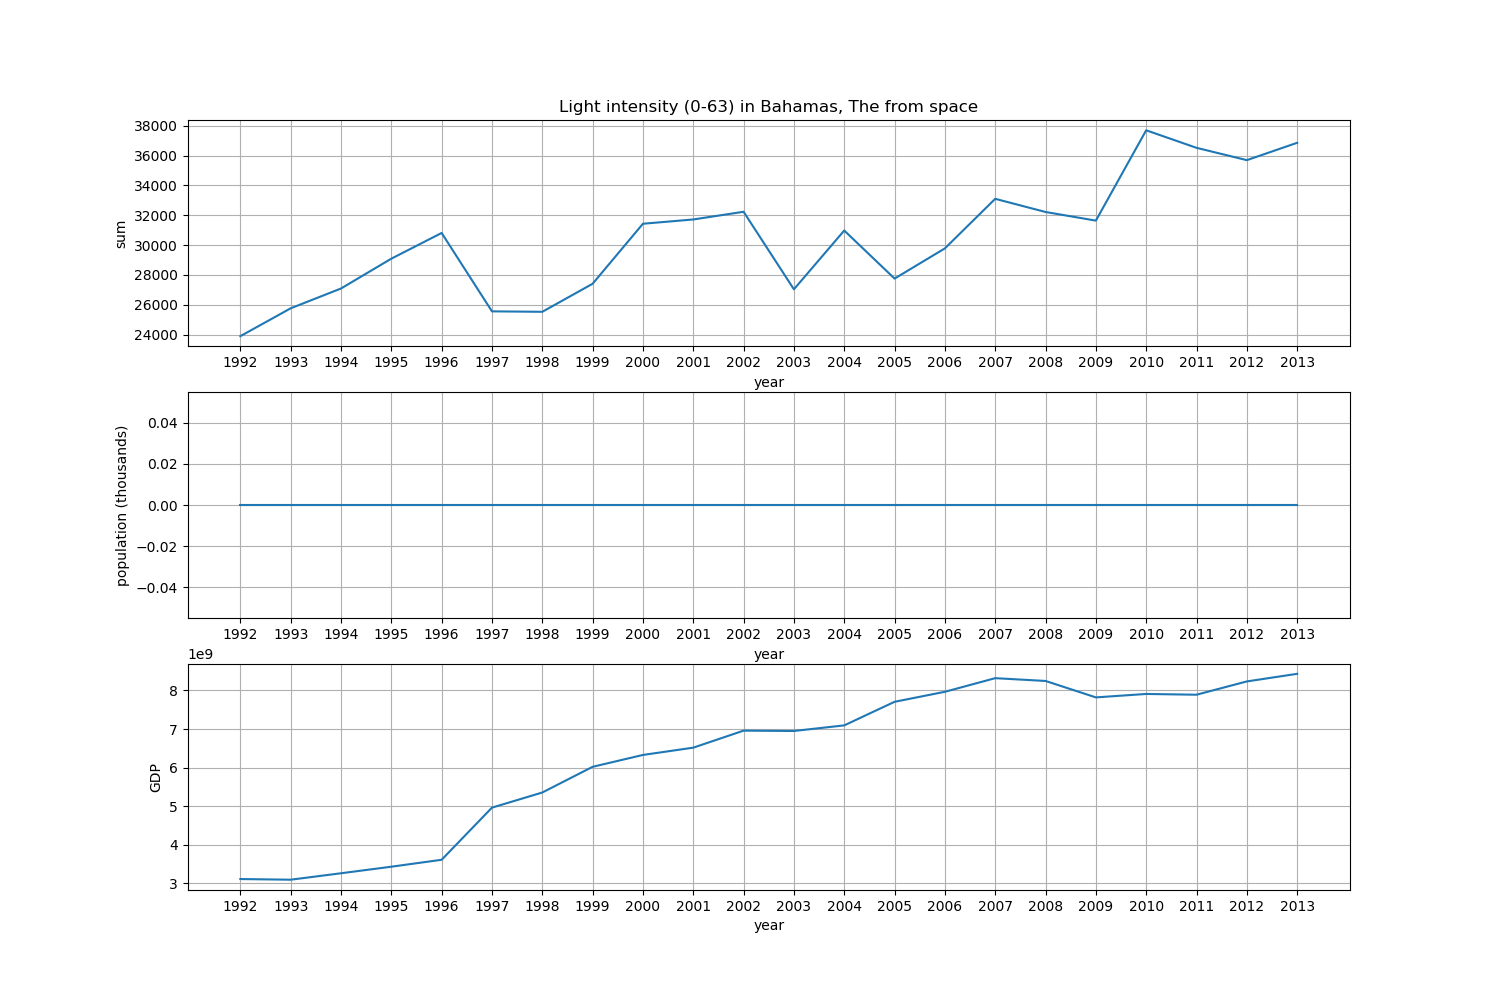 Light intensity (0-63) in Bahamas, The from space
38000
36000
34000
32000
30000
28000
26000
24000
sum
1992 1993 1994 1995 1996 1997 1998 1999 2000 2001 2002 2003 2004 2005 2006 2007 2008 2009 2010 2011 2012 2013
year
0.04
0.02
0.00
−0.02
−0.04
population (thousands)
1992 1993 1994 1995 1996 1997 1998 1999 2000 2001 2002 2003 2004 2005 2006 2007 2008 2009 2010 2011 2012 2013
year
1e9
8
7
6
5
4
3
GDP
1992 1993 1994 1995 1996 1997 1998 1999 2000 2001 2002 2003 2004 2005 2006 2007 2008 2009 2010 2011 2012 2013
year